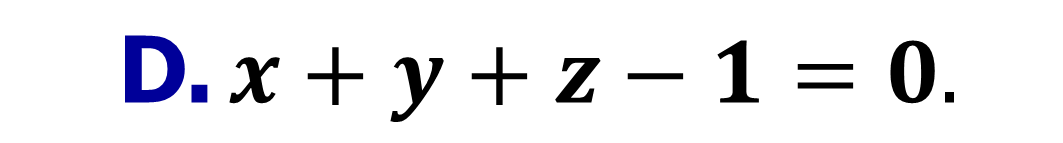 D. x + y + z − 1 = 0.